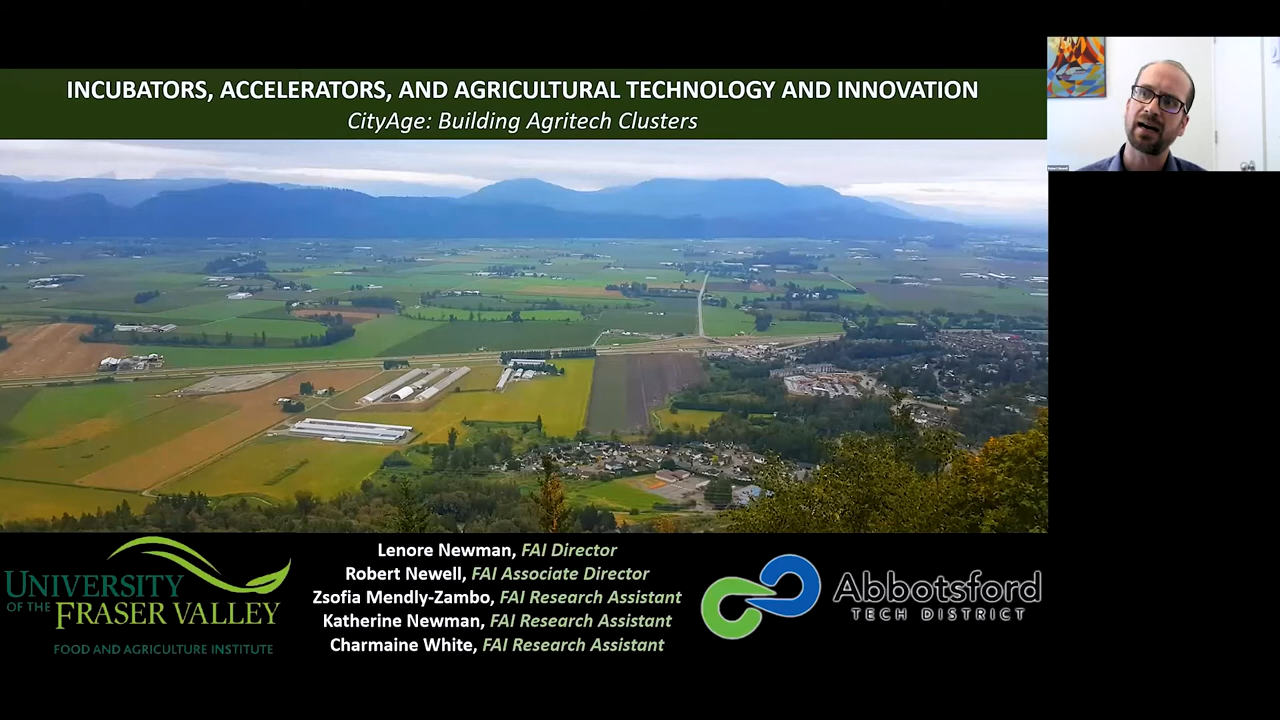 INCUBATORS, ACCELERATORS, AND AGRICULTURAL TECHNOLOGY AND INNOVATION
CityAge: Building Agritech Clusters
Lenore Newman, FAI Director
Robert Newell, FAI Associate Director
Zsofia Mendly-Zambo, FAI Research Assistant
Katherine Newman, FAI Research Assistant
Charmaine White, FAI Research Assistant
UNIVERSITY
OF THE FRASER VALLEY
FOOD AND AGRICULTURE INSTITUTE
Abbotsford
TECH DISTRICT